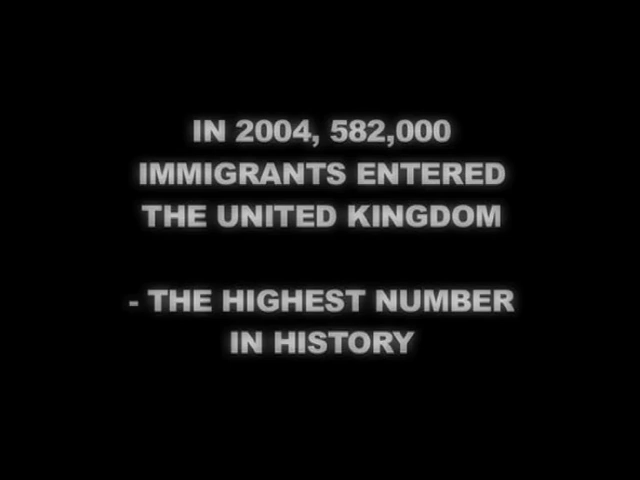 IN 2004, 582,000
IMMIGRANTS ENTERED
THE UNITED KINGDOM
- THE HIGHEST NUMBER
IN HISTORY